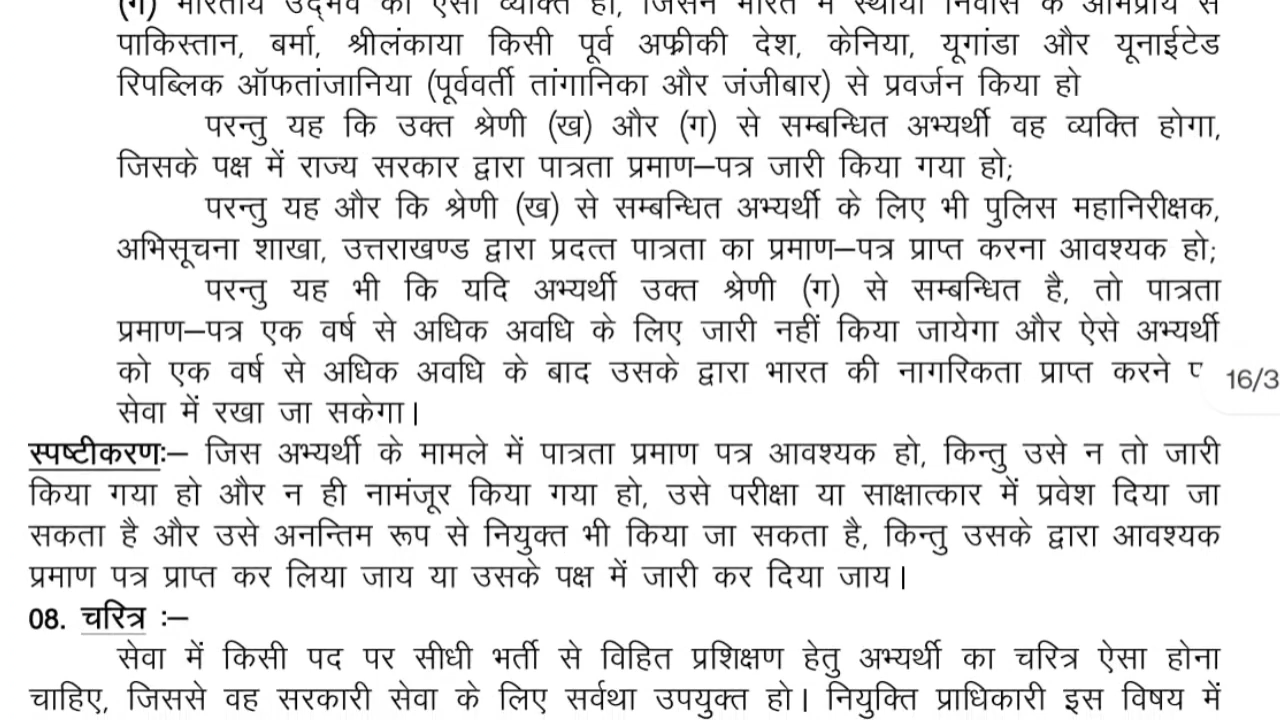 (ग) भारतीय उद्भव का ऐसा व्यक्ति हो, जिसने भारत में स्थायी निवास के अभिप्राय से
पाकिस्तान, बर्मा, श्रीलंकाया किसी पूर्व अफ्रीकी देश, केनिया, यूगांडा और यूनाईटेड
रिपब्लिक ऑफतांजानिया (पूर्ववर्ती तांगानिका और जंजीबार) से प्रवर्जन किया हो
परन्तु यह कि उक्त श्रेणी (ख) और (ग) से सम्बन्धित अभ्यर्थी वह व्यक्ति होगा,
जिसके पक्ष में राज्य सरकार द्वारा पात्रता प्रमाण–पत्र जारी किया गया हो;
परन्तु यह और कि श्रेणी (ख) से सम्बन्धित अभ्यर्थी के लिए भी पुलिस महानिरीक्षक,
अभिसूचना शाखा, उत्तराखण्ड द्वारा प्रदत्त पात्रता का प्रमाण–पत्र प्राप्त करना आवश्यक हो;
परन्तु यह भी कि यदि अभ्यर्थी उक्त श्रेणी (ग) से सम्बन्धित है, तो पात्रता
प्रमाण–पत्र एक वर्ष से अधिक अवधि के लिए जारी नहीं किया जायेगा और ऐसे अभ्यर्थी
को एक वर्ष से अधिक अवधि के बाद उसके द्वारा भारत की नागरिकता प्राप्त करने
16/3
सेवा में रखा जा सकेगा।
स्पष्टीकरणः– जिस अभ्यर्थी के मामले में पात्रता प्रमाण पत्र आवश्यक हो, किन्तु उसे न तो जारी
किया गया हो और न ही नामंजूर किया गया हो, उसे परीक्षा या साक्षात्कार में प्रवेश दिया जा
सकता है और उसे अनन्तिम रूप से नियुक्त भी किया जा सकता है, किन्तु उसके द्वारा आवश्यक
प्रमाण पत्र प्राप्त कर लिया जाय या उसके पक्ष में जारी कर दिया जाय।
08. चरित्र :–
सेवा में किसी पद पर सीधी भर्ती से विहित प्रशिक्षण हेतु अभ्यर्थी का चरित्र ऐसा होना
चाहिए, जिससे वह सरकारी सेवा के लिए सर्वथा उपयुक्त हो। नियुक्ति प्राधिकारी इस विषय में